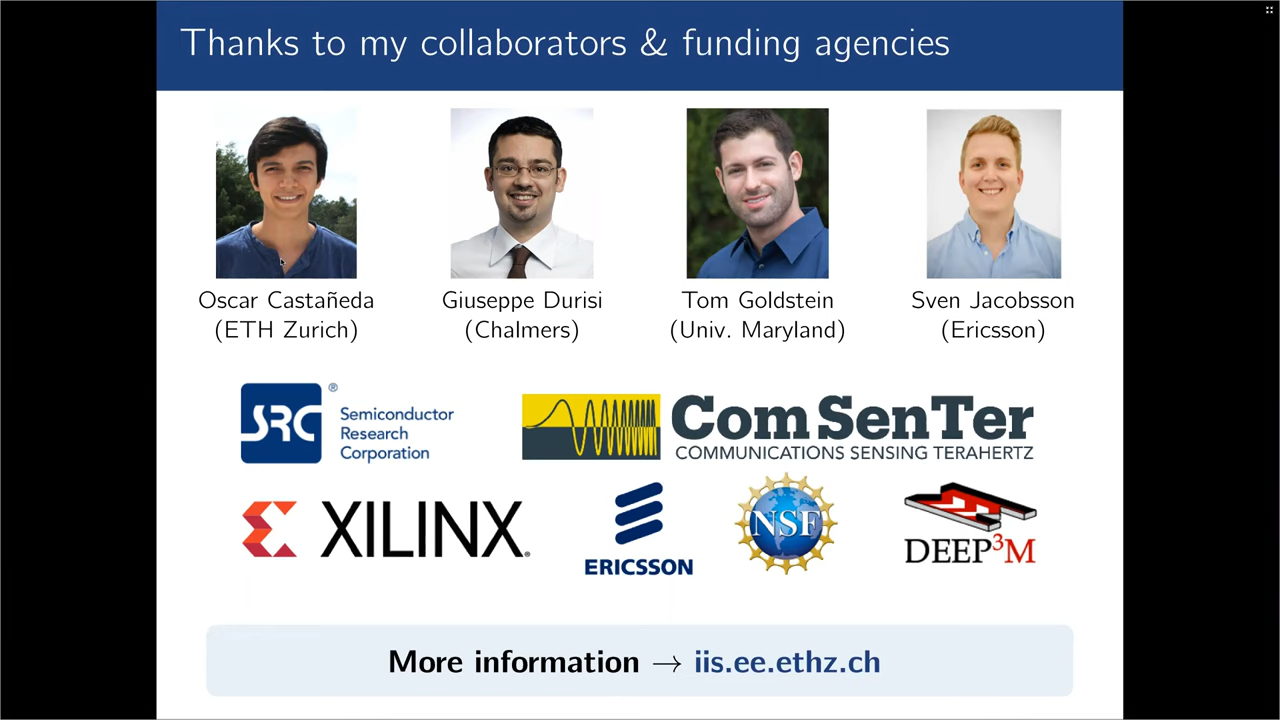 Thanks to my collaborators & funding agencies
Oscar Castañeda
(ETH Zurich)
Giuseppe Durisi
(Chalmers)
Tom Goldstein
(Univ. Maryland)
Sven Jacobsson
(Ericsson)
SRC®
Semiconductor
Research
Corporation
ComSenTer
COMMUNICATIONS SENSING TERAHERTZ
XILINX®
ERICSSON
NSF
DEEP³M
More information → iis.ee.ethz.ch